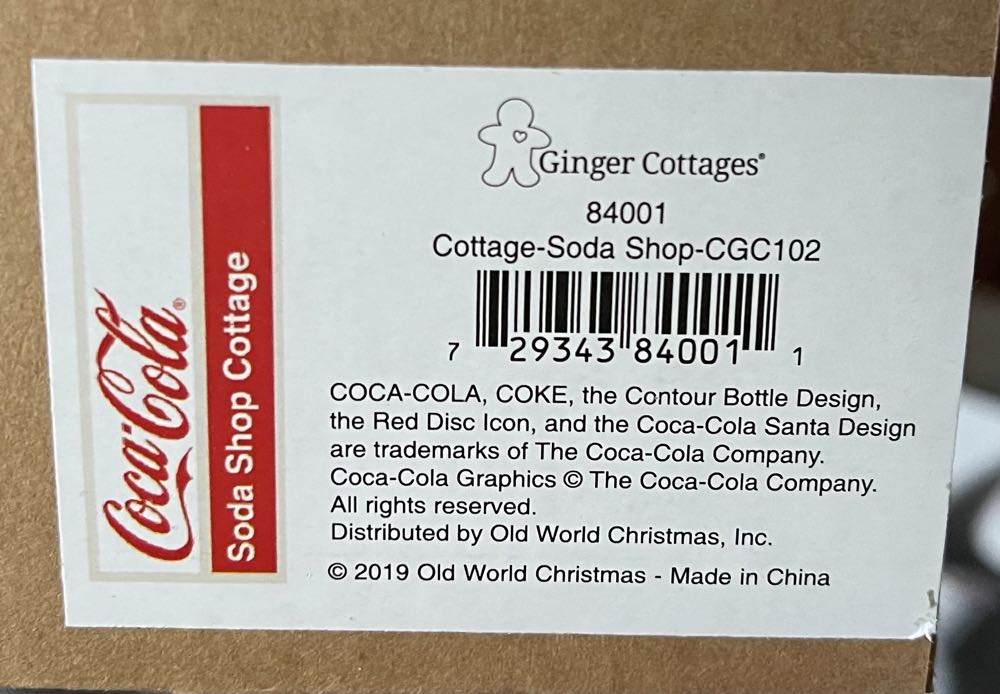 Coca-Cola®
Soda Shop Cottage
Ginger Cottages®
84001
Cottage-Soda Shop-CGC102
7 29343 84001 1
COCA-COLA, COKE, the Contour Bottle Design,
the Red Disc Icon, and the Coca-Cola Santa Design
are trademarks of The Coca-Cola Company.
Coca-Cola Graphics © The Coca-Cola Company.
All rights reserved.
Distributed by Old World Christmas, Inc.
© 2019 Old World Christmas - Made in China